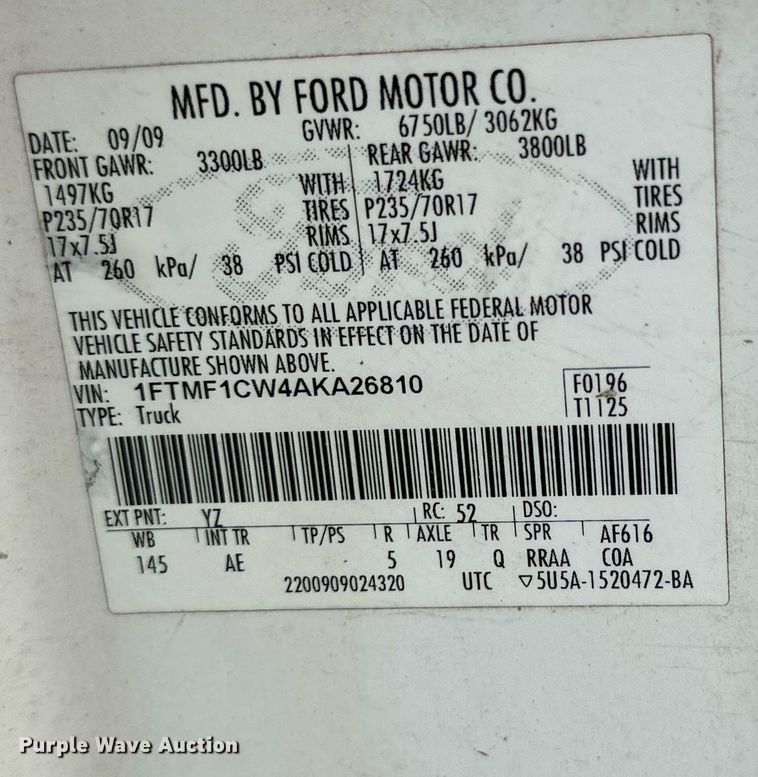 MFD. BY FORD MOTOR CO.
DATE: 09/09 GVWR: 6750LB/ 3062KG
FRONT GAWR: 3300LB REAR GAWR: 3800LB
1497KG WITH 1724KG WITH
P235/70R17 TIRES P235/70R17 TIRES
17x7.5J RIMS 17x7.5J RIMS
AT 260 kPa/ 38 PSI COLD AT 260 kPa/ 38 PSI COLD
THIS VEHICLE CONFORMS TO ALL APPLICABLE FEDERAL MOTOR
VEHICLE SAFETY STANDARDS IN EFFECT ON THE DATE OF
MANUFACTURE SHOWN ABOVE.
VIN: 1FTMF1CW4AKA26810 F0196
TYPE: Truck T1125
EXT PNT: YZ RC: 52 DSO:
WB INT TR TP/PS R AXLE TR SPR AF616
145 AE 5 19 Q RRAA COA
2200909024320 UTC ▽5U5A-1520472-BA
Purple Wave Auction